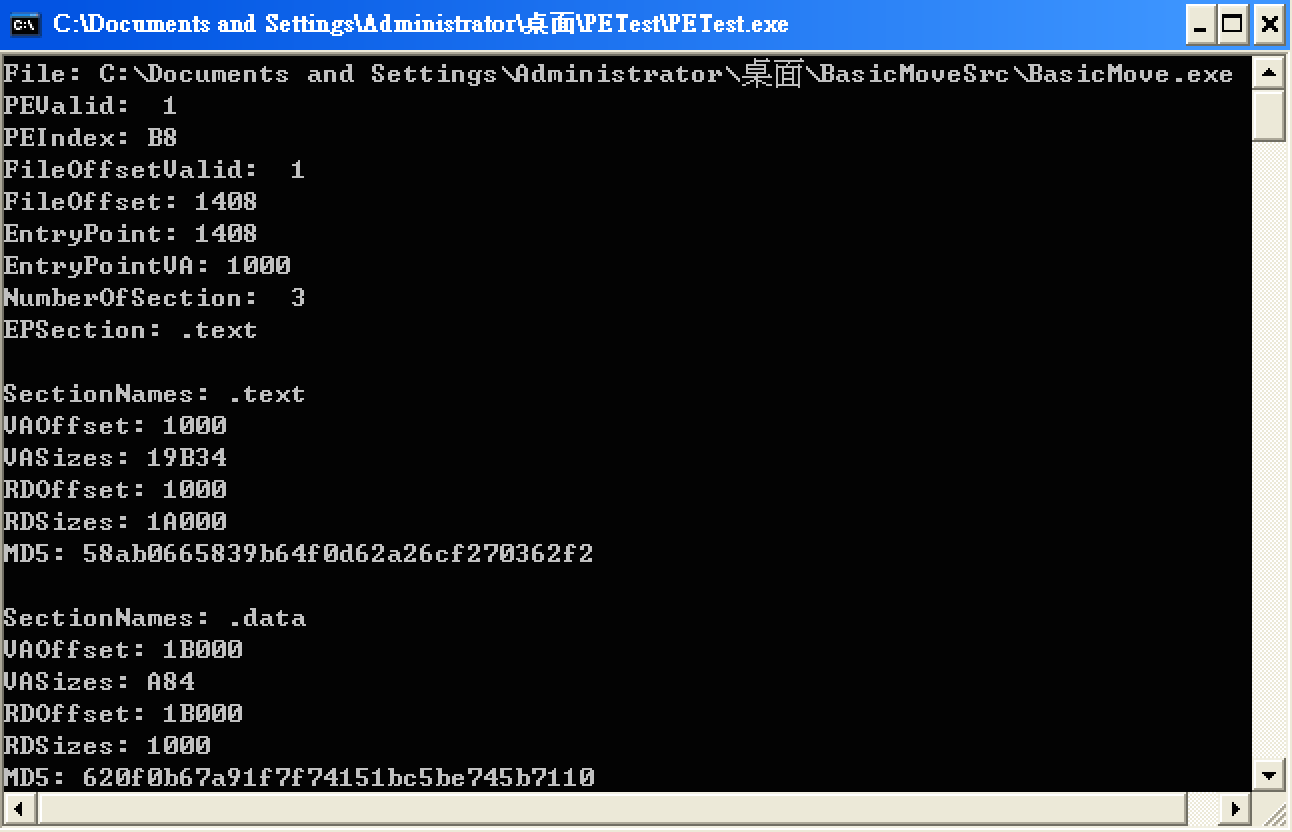 C:\Documents and Settings\Administrator\桌面\PETest\PETest.exe
File: C:\Documents and Settings\Administrator\桌面\BasicMoveSrc\BasicMove.exe
PEValid:  1
PEIndex: B8
FileOffsetValid:  1
FileOffset: 1408
EntryPoint: 1408
EntryPointVA: 1000
NumberOfSection:  3
EPSection: .text
SectionNames: .text
VAOffset: 1000
VASizes: 19B34
RDOffset: 1000
RDSizes: 1A000
MD5: 58ab0665839b64f0d62a26cf270362f2
SectionNames: .data
VAOffset: 1B000
VASizes: A84
RDOffset: 1B000
RDSizes: 1000
MD5: 620f0b67a91f7f74151bc5be745b7110